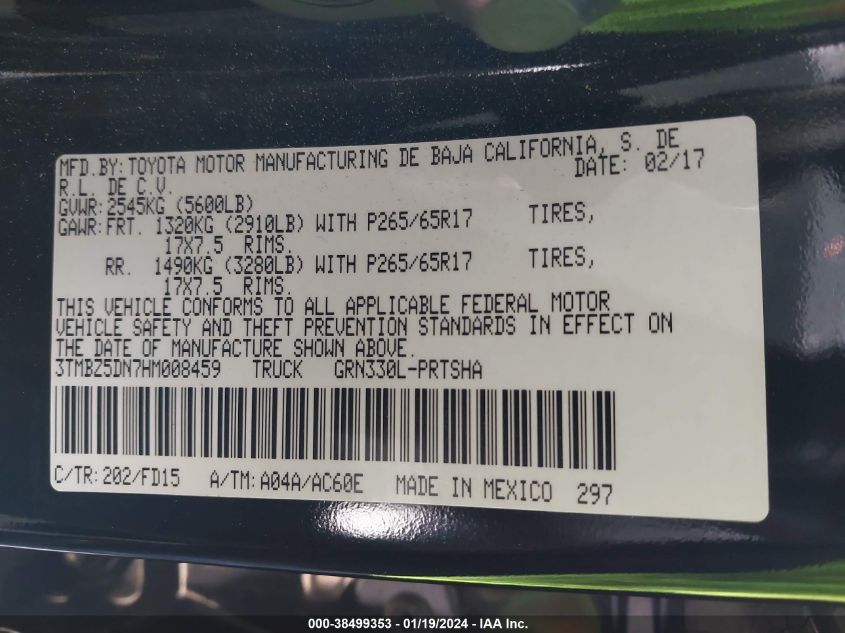 MFD.BY: TOYOTA MOTOR MANUFACTURING DE BAJA CALIFORNIA, S. DE
R.L. DE C.V. DATE: 02/17
GVWR: 2545KG (5600LB)
GAWR: FRT. 1320KG (2910LB) WITH P265/65R17 TIRES,
17X7.5 RIMS.
RR. 1490KG (3280LB) WITH P265/65R17 TIRES,
17X7.5 RIMS.
THIS VEHICLE CONFORMS TO ALL APPLICABLE FEDERAL MOTOR
VEHICLE SAFETY AND THEFT PREVENTION STANDARDS IN EFFECT ON
THE DATE OF MANUFACTURE SHOWN ABOVE.
3TMBZ5DN7HM008459 TRUCK GRN330L-PRTSHA
C/TR: 202/FD15 A/TM: A04A/AC60E MADE IN MEXICO 297
000-38499353 - 01/19/2024 - IAA Inc.